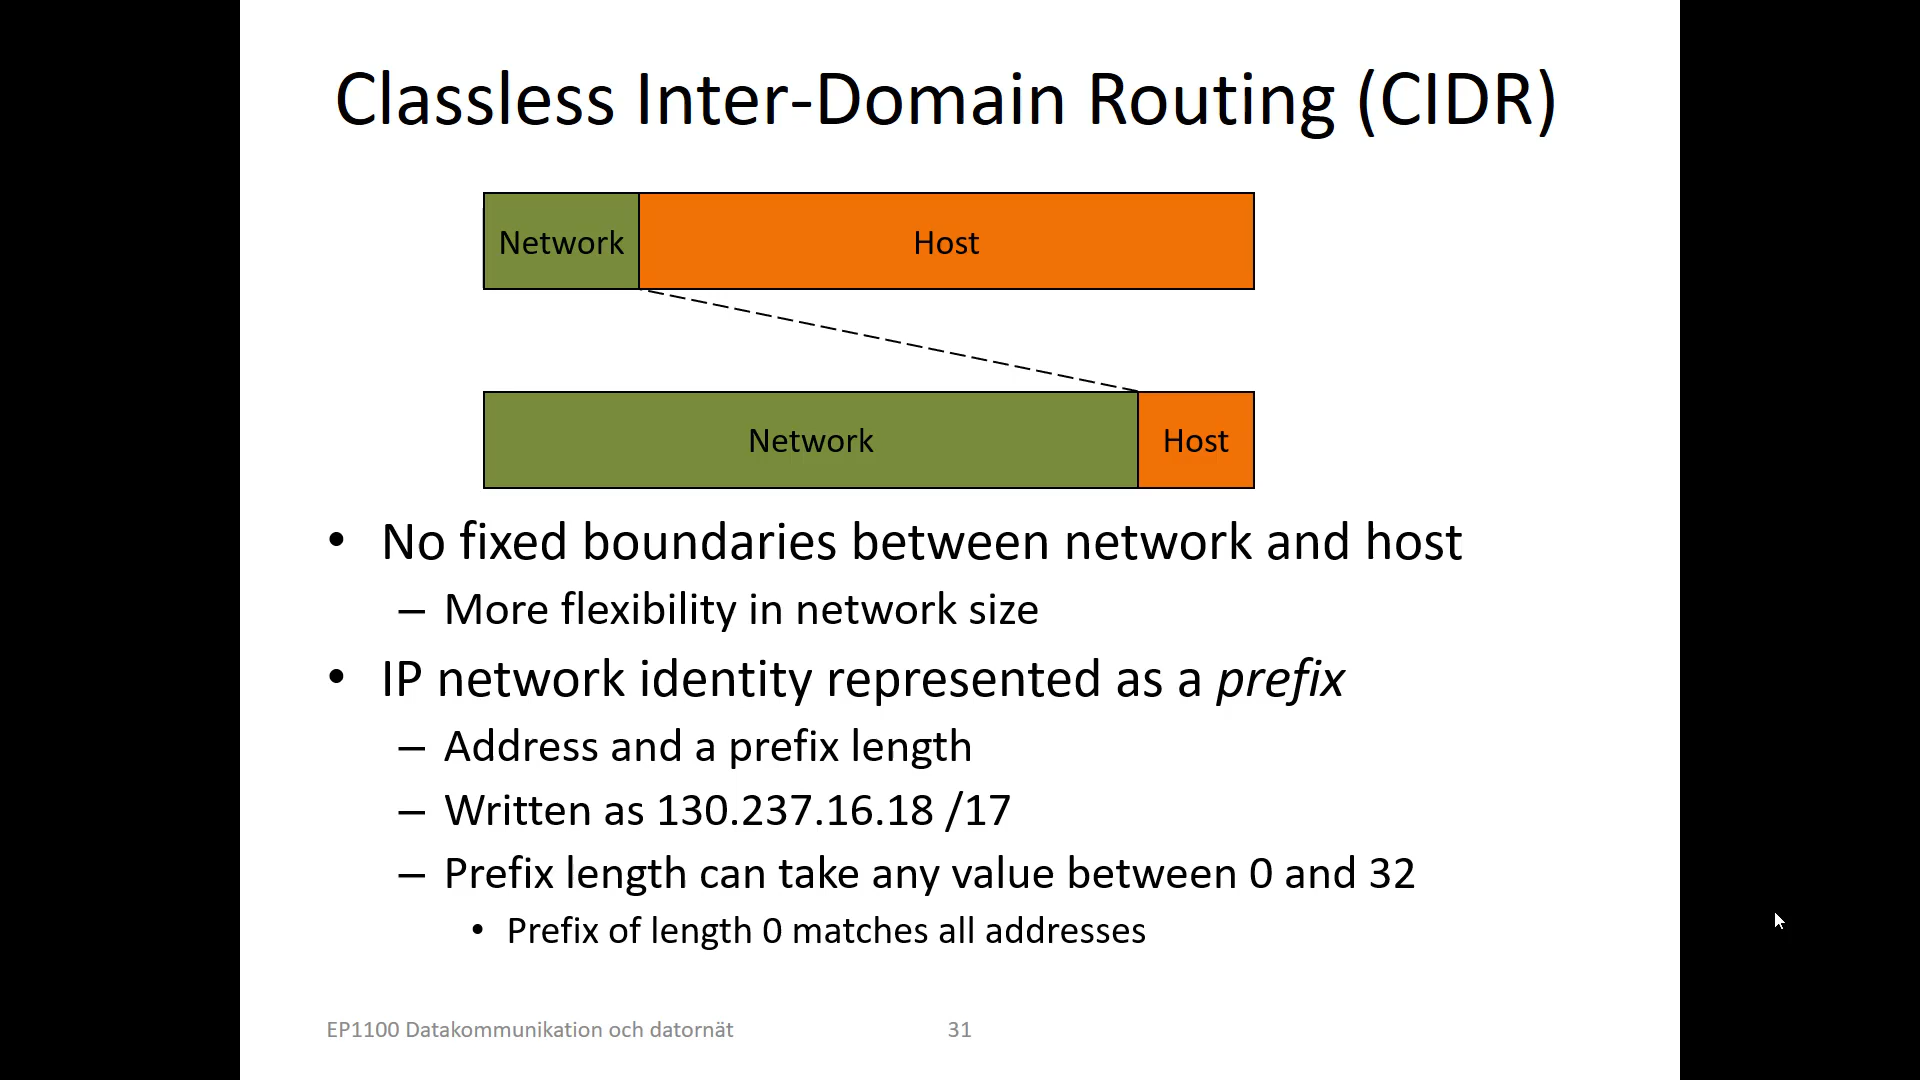 Classless Inter-Domain Routing (CIDR)
Network
Host
Network
Host
• No fixed boundaries between network and host
– More flexibility in network size
• IP network identity represented as a prefix
– Address and a prefix length
– Written as 130.237.16.18 /17
– Prefix length can take any value between 0 and 32
• Prefix of length 0 matches all addresses
EP1100 Datakommunikation och datornät
31